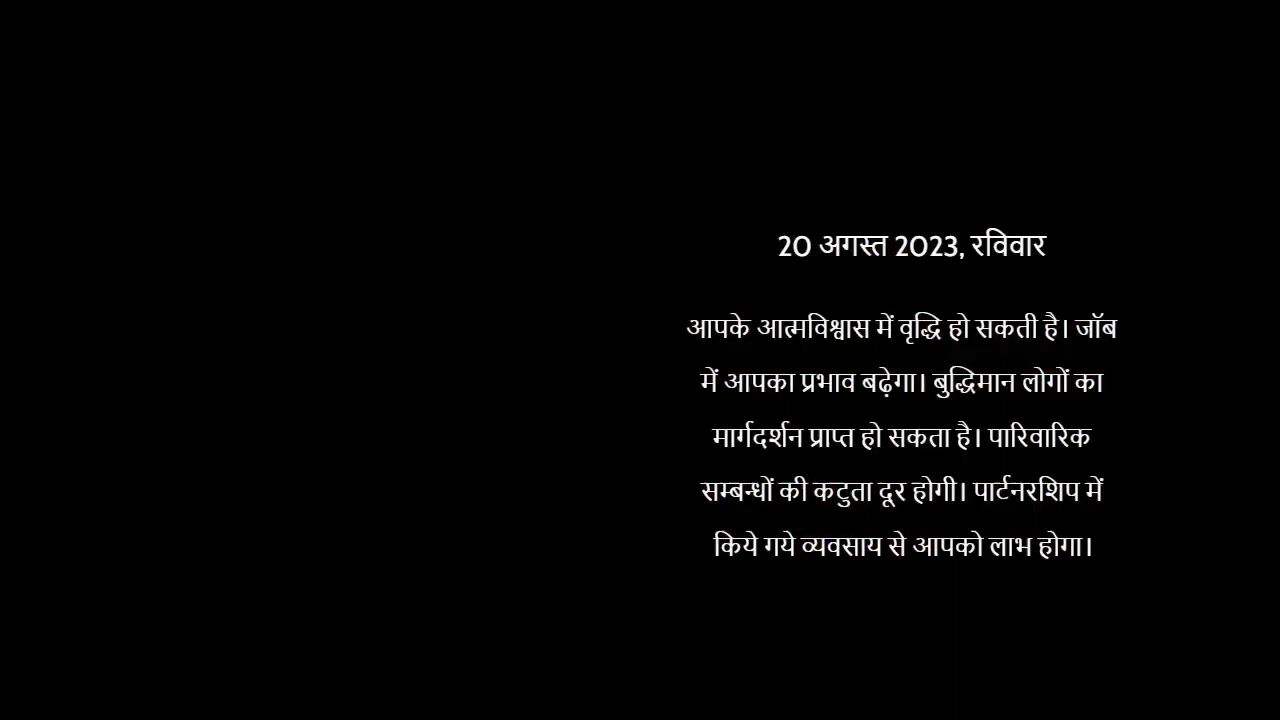 20 अगस्त 2023, रविवार
आपके आत्मविश्वास में वृद्धि हो सकती है। जॉब
में आपका प्रभाव बढ़ेगा। बुद्धिमान लोगों का
मार्गदर्शन प्राप्त हो सकता है। पारिवारिक
सम्बन्धों की कटुता दूर होगी। पार्टनरशिप में
किये गये व्यवसाय से आपको लाभ होगा।